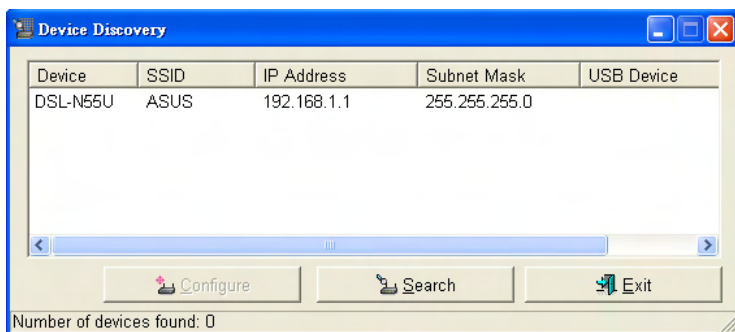 Device Discovery
Device SSID IP Address Subnet Mask USB Device
DSL-N55U ASUS 192.168.1.1 255.255.255.0
Configure Search Exit
Number of devices found: 0